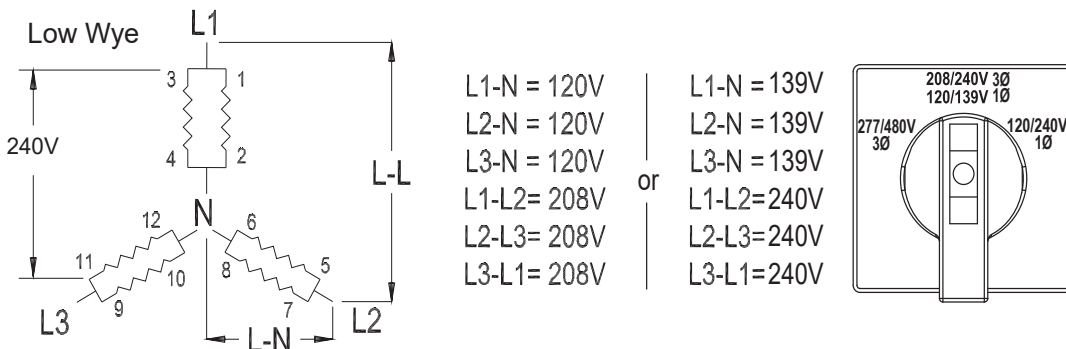 Low Wye
L1
3 1
240V
4 2
L-L
N
12 6
11 10 8 5
9 7
L3 L2
L-N
L1-N = 120V
L2-N = 120V
L3-N = 120V
L1-L2= 208V
L2-L3= 208V
L3-L1= 208V
or
L1-N = 139V
L2-N = 139V
L3-N = 139V
L1-L2=240V
L2-L3=240V
L3-L1=240V
208/240V 3Ø
120/139V 1Ø
277/480V
3Ø
120/240V
1Ø